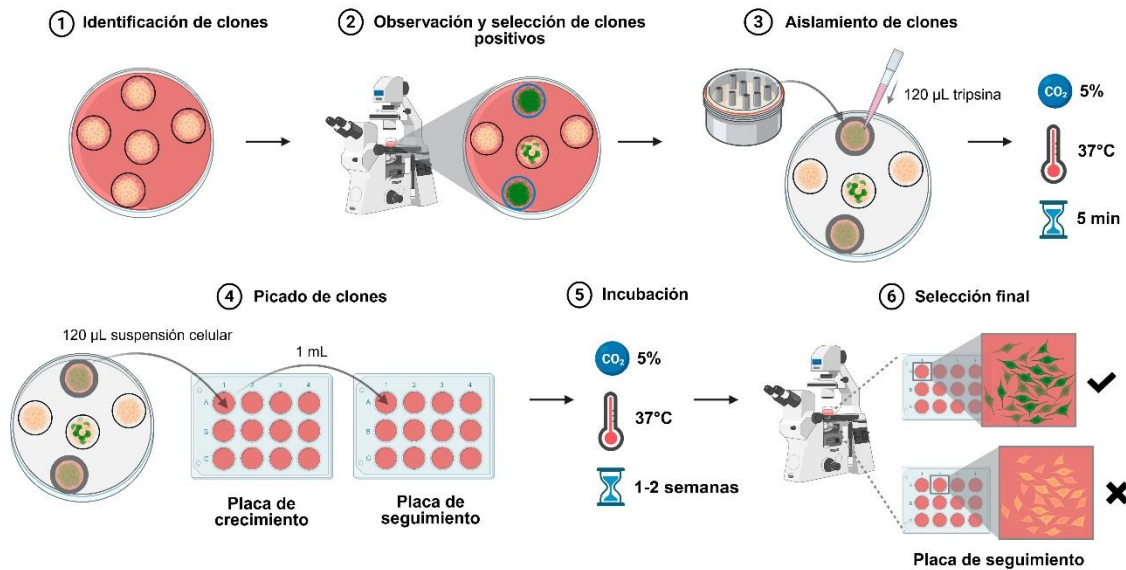 1 Identificación de clones
2 Observación y selección de clones
positivos
3 Aislamiento de clones
120 µL tripsina
CO₂ 5%
37°C
5 min
4 Picado de clones
120 µL suspensión celular
1 mL
1 2 3 4
A
B
C
1 2 3 4
A
B
C
Placa de
crecimiento
Placa de
seguimiento
5 Incubación
CO₂ 5%
37°C
1-2 semanas
6 Selección final
Placa de seguimiento